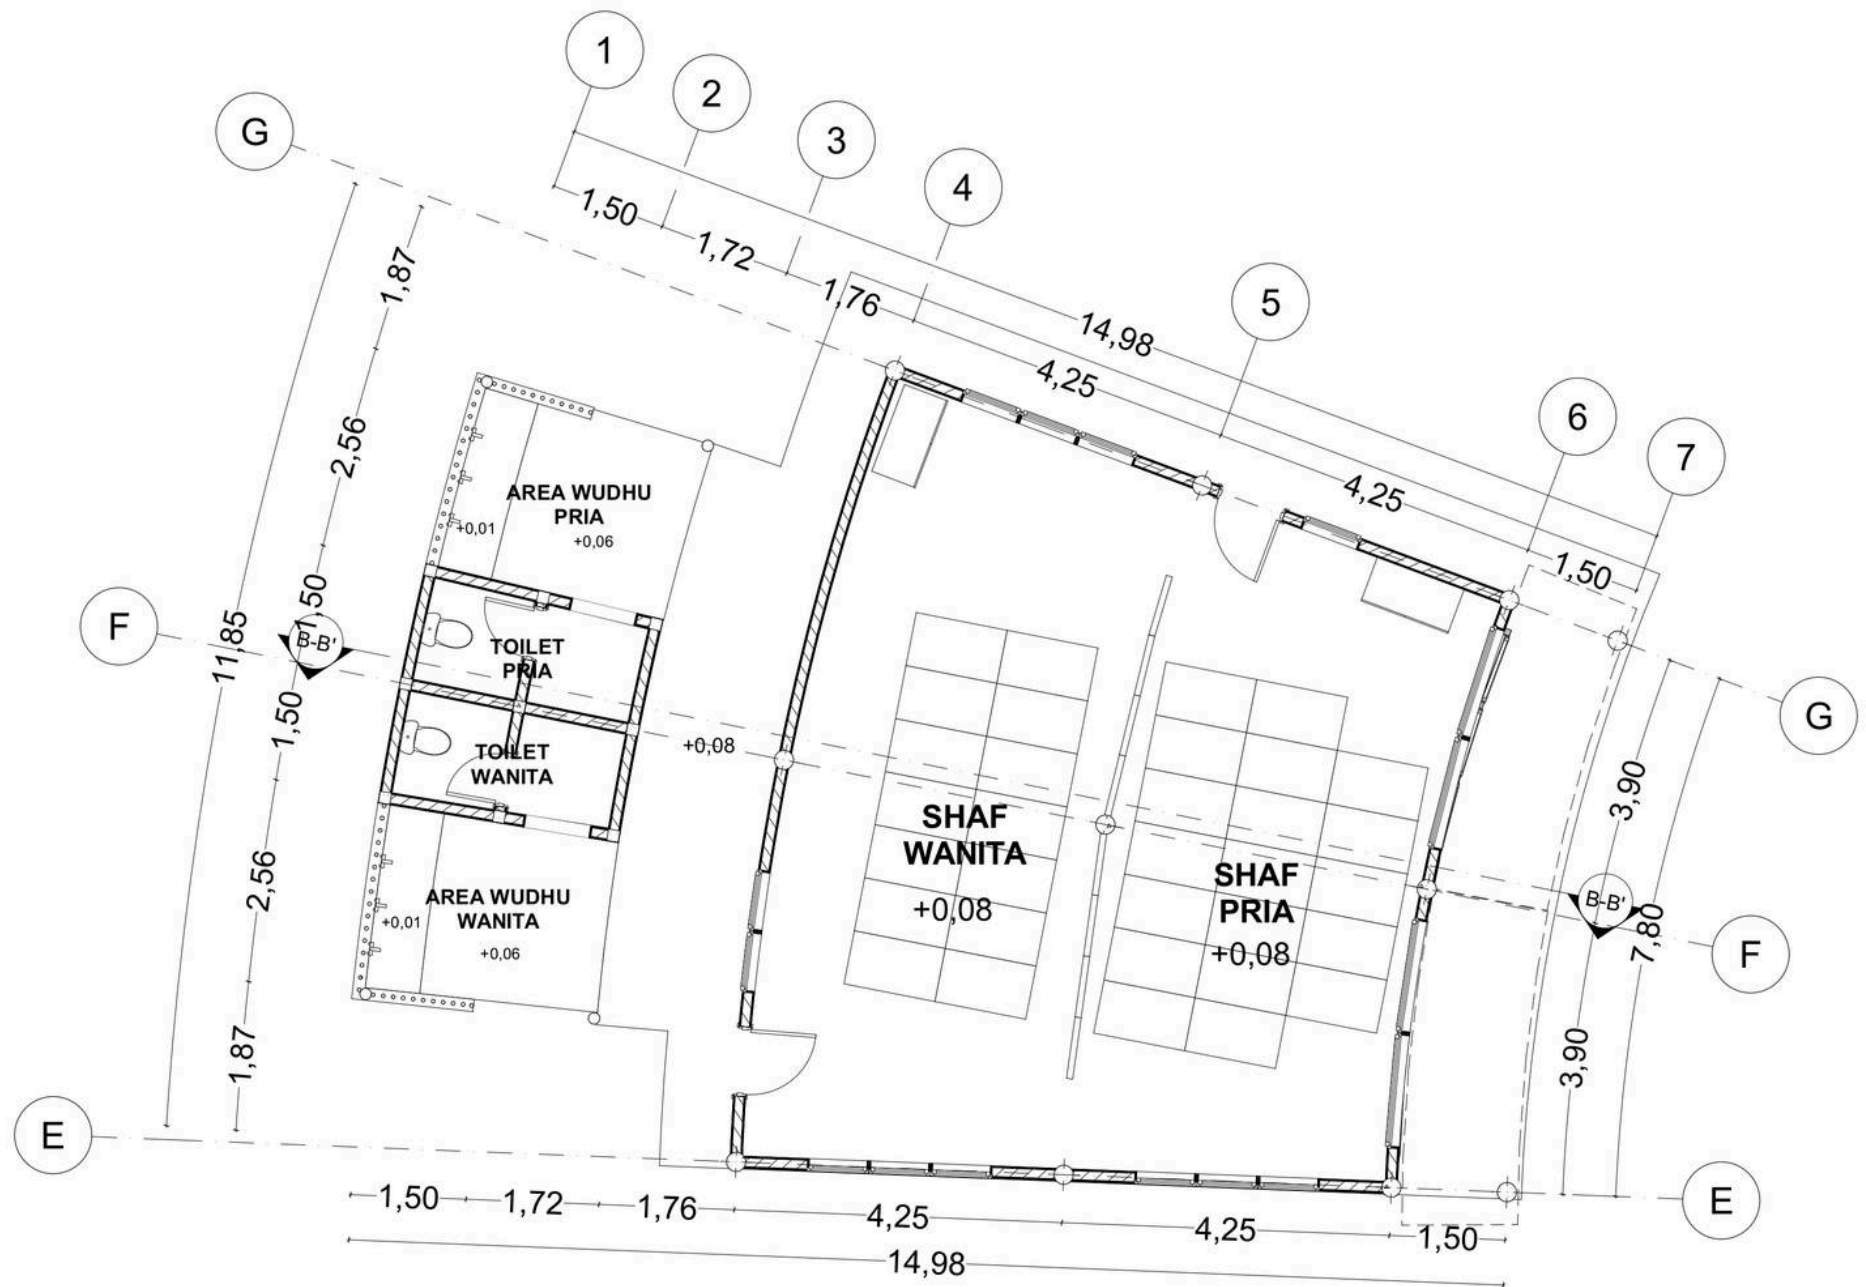 1
2
3
4
5
6
7
G
F
E
G
F
E
1,50
1,72
1,76
4,25
4,25
1,50
14,98
1,87
2,56
1,50
1,50
2,56
1,87
11,85
B-B'
AREA WUDHU
PRIA
+0,01
+0,06
TOILET
PRIA
TOILET
WANITA
+0,08
AREA WUDHU
WANITA
+0,01
+0,06
SHAF
WANITA
+0,08
SHAF
PRIA
+0,08
B-B'
3,90
3,90
7,80
1,50
1,72
1,76
4,25
4,25
1,50
14,98